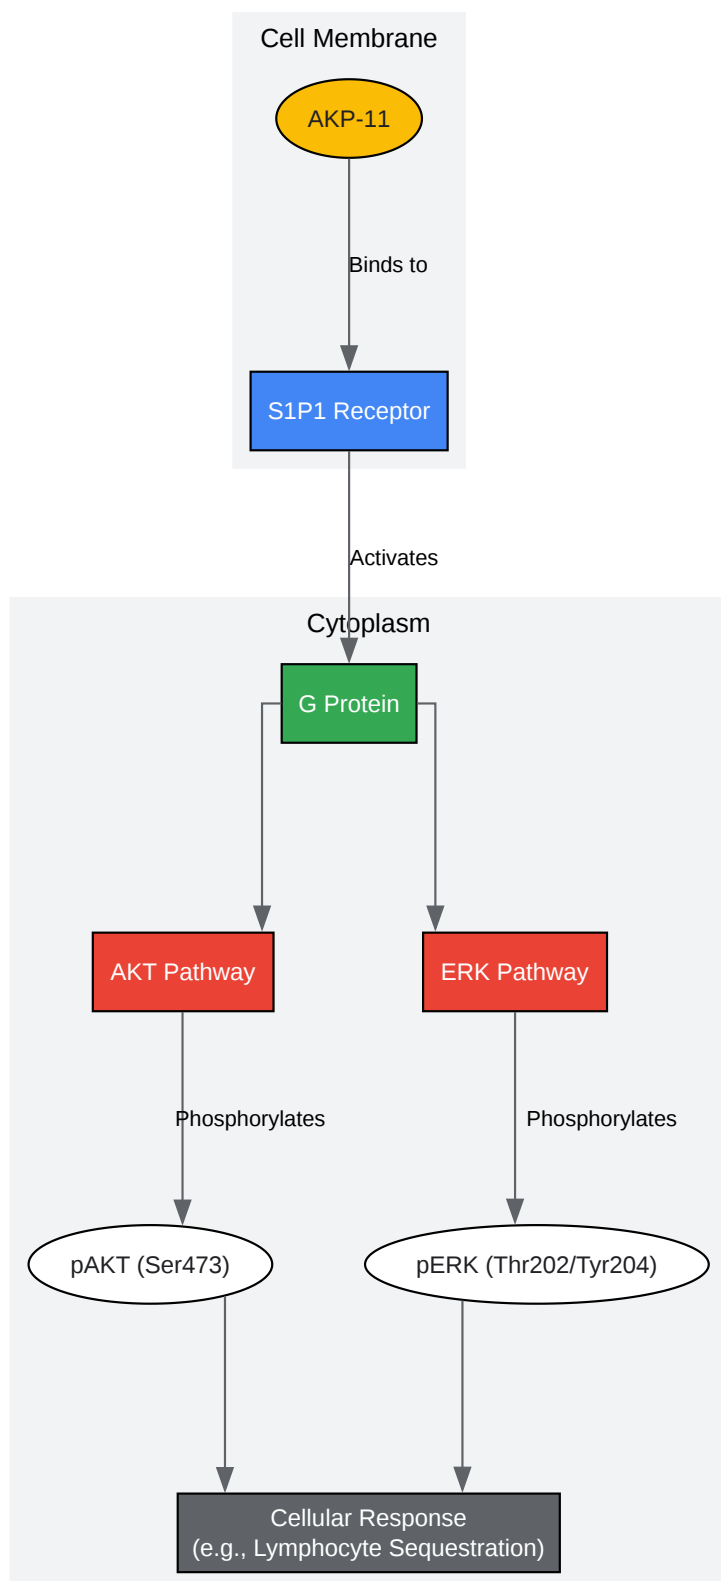 Cell Membrane
AKP-11
Binds to
S1P1 Receptor
Activates
Cytoplasm
G Protein
AKT Pathway
ERK Pathway
Phosphorylates
Phosphorylates
pAKT (Ser473)
pERK (Thr202/Tyr204)
Cellular Response
(e.g., Lymphocyte Sequestration)